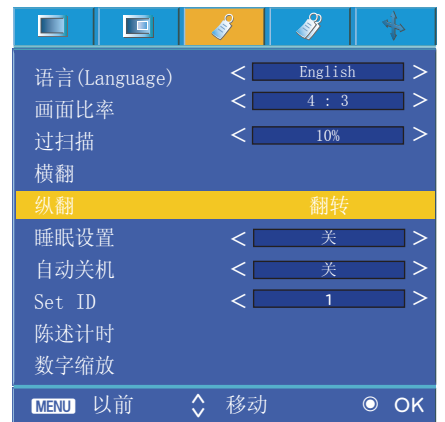 语言(Language) < English >
画面比率 < 4 : 3 >
过扫描 < 10% >
横翻
纵翻 翻转
睡眠设置 < 关 >
自动关机 < 关 >
Set ID < 1 >
陈述计时
数字缩放
MENU 以前 移动 OK